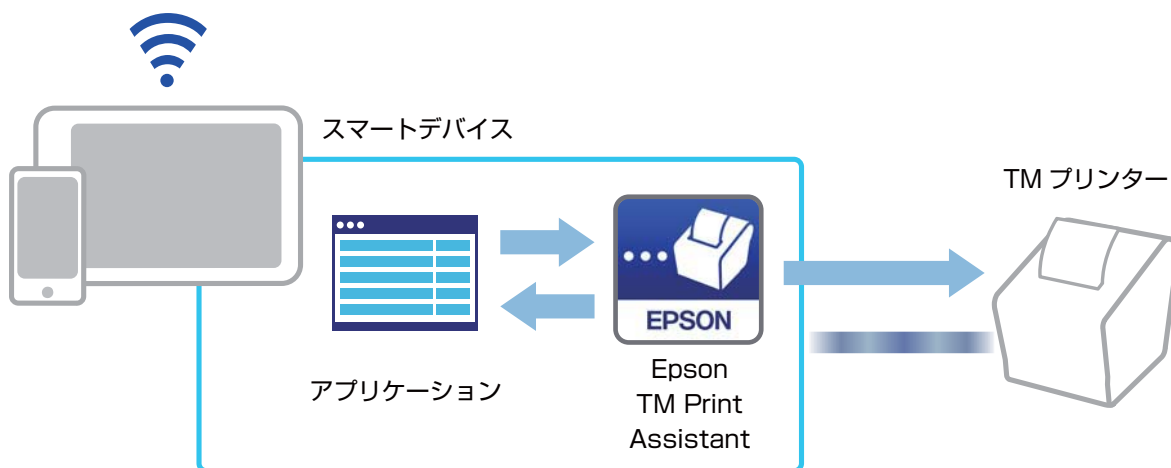 スマートデバイス
TM プリンター
EPSON
アプリケーション
Epson
TM Print
Assistant